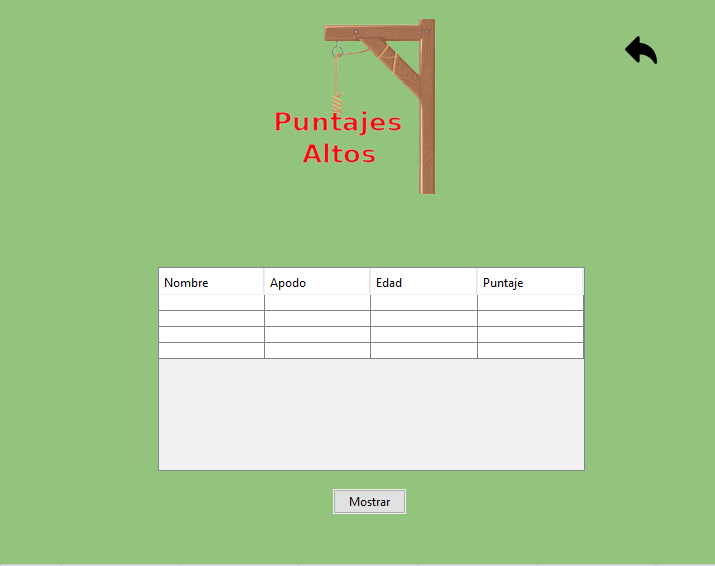 Puntajes
Altos
Nombre Apodo Edad Puntaje
Mostrar